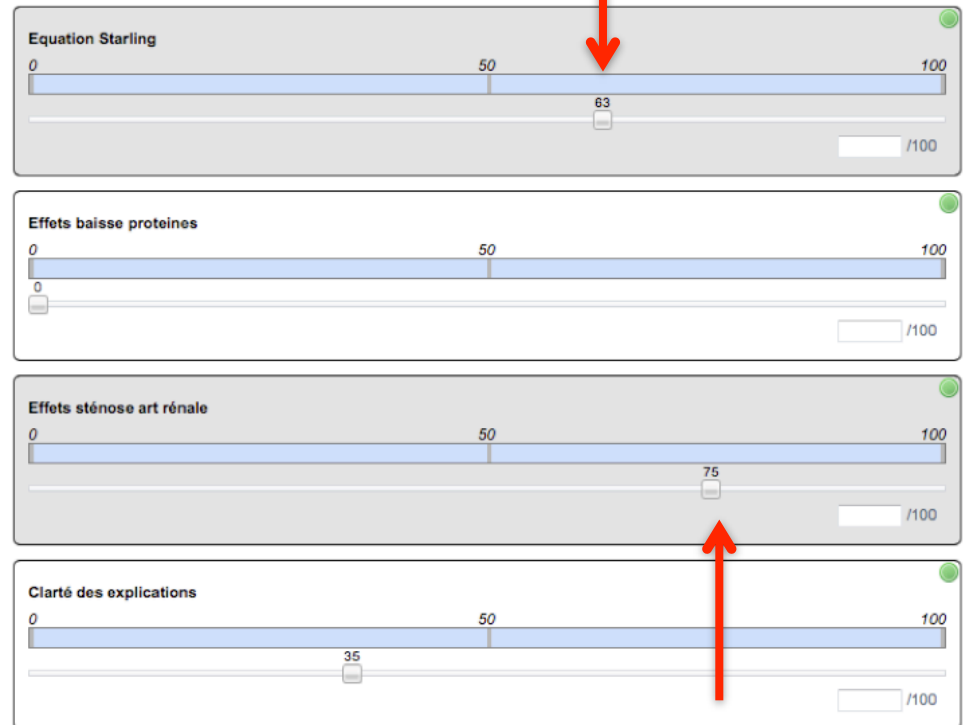 Equation Starling
0 50 100
63
/100
Effets baisse proteines
0 50 100
0
/100
Effets sténose art rénale
0 50 100
75
/100
Clarté des explications
0 50 100
35
/100